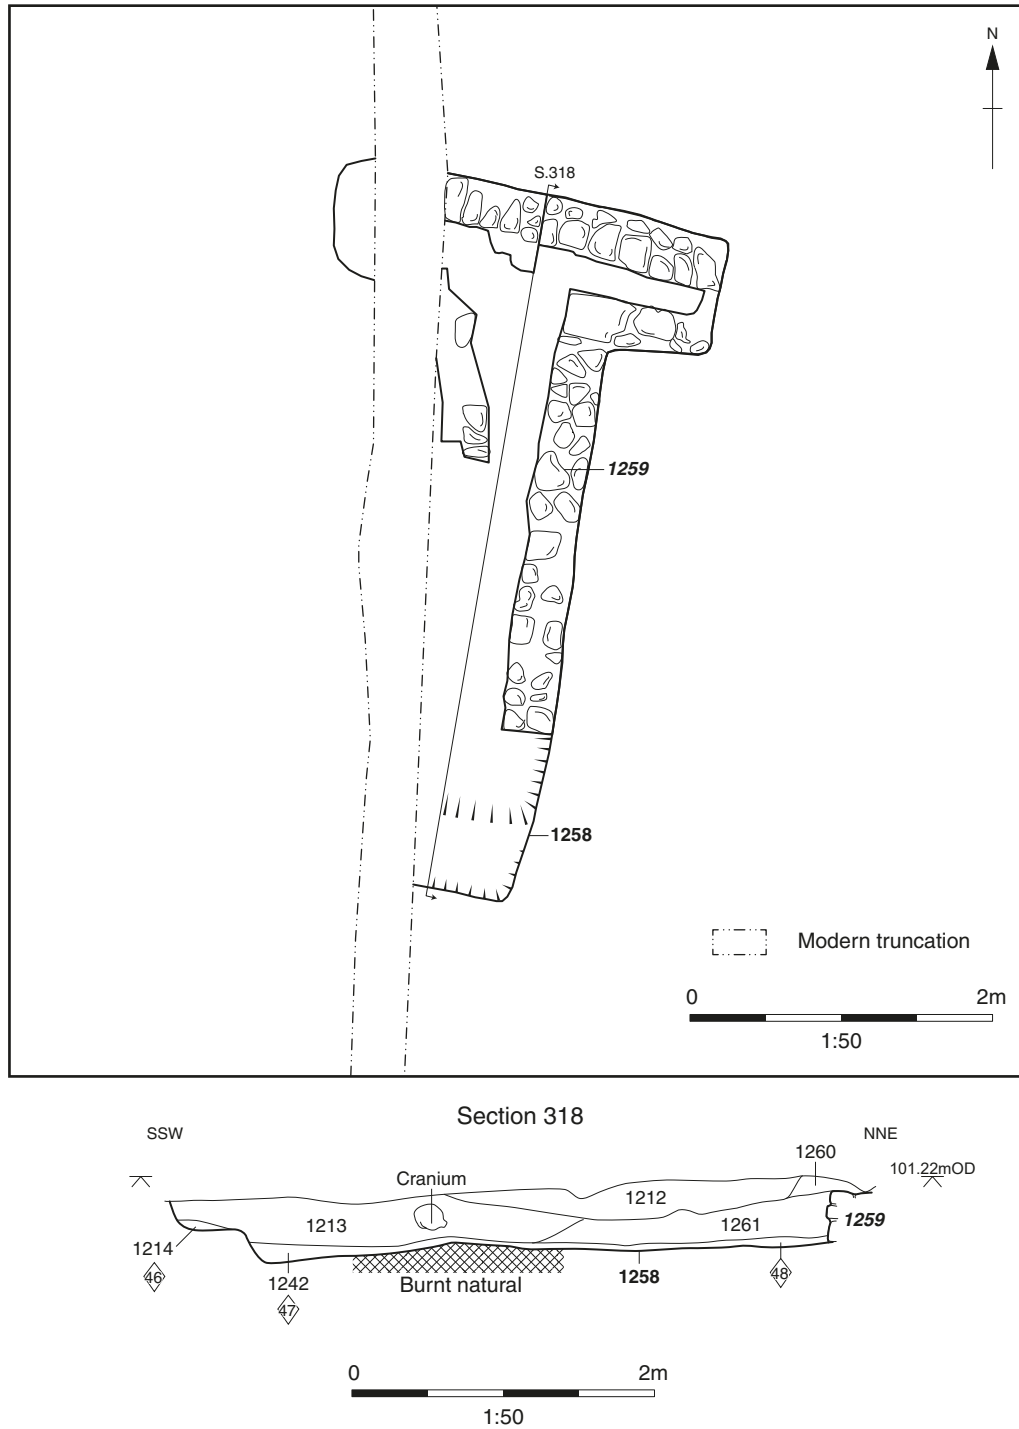 N
S.318
1259
1258
Modern truncation
0 2m
1:50
Section 318
SSW NNE
1260
101.22mOD
Cranium
1212
1213 1261 1259
1214
46 1242 Burnt natural 1258 48
47
0 2m
1:50